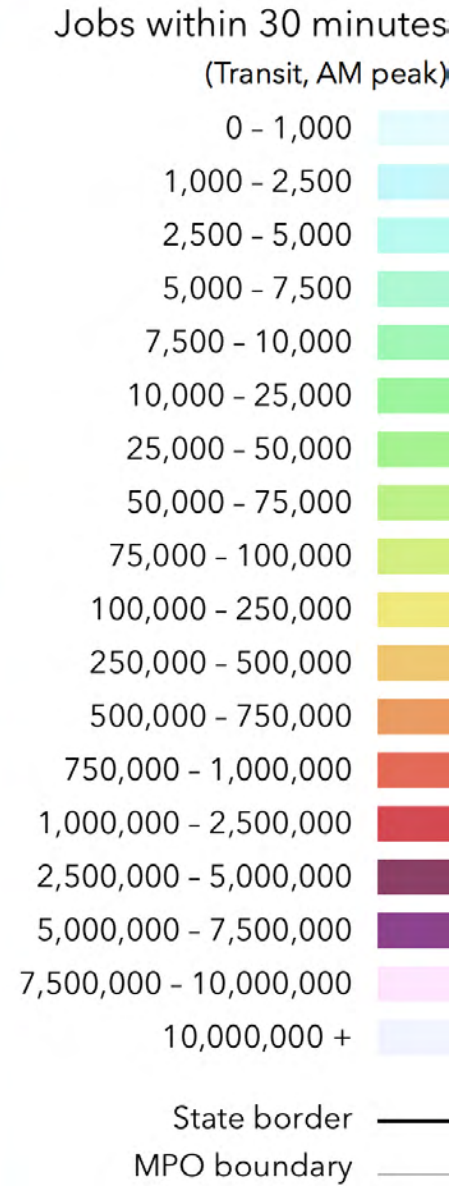 Jobs within 30 minutes
(Transit, AM peak)
0 – 1,000
1,000 – 2,500
2,500 – 5,000
5,000 – 7,500
7,500 – 10,000
10,000 – 25,000
25,000 – 50,000
50,000 – 75,000
75,000 – 100,000
100,000 – 250,000
250,000 – 500,000
500,000 – 750,000
750,000 – 1,000,000
1,000,000 – 2,500,000
2,500,000 – 5,000,000
5,000,000 – 7,500,000
7,500,000 – 10,000,000
10,000,000 +
State border
MPO boundary